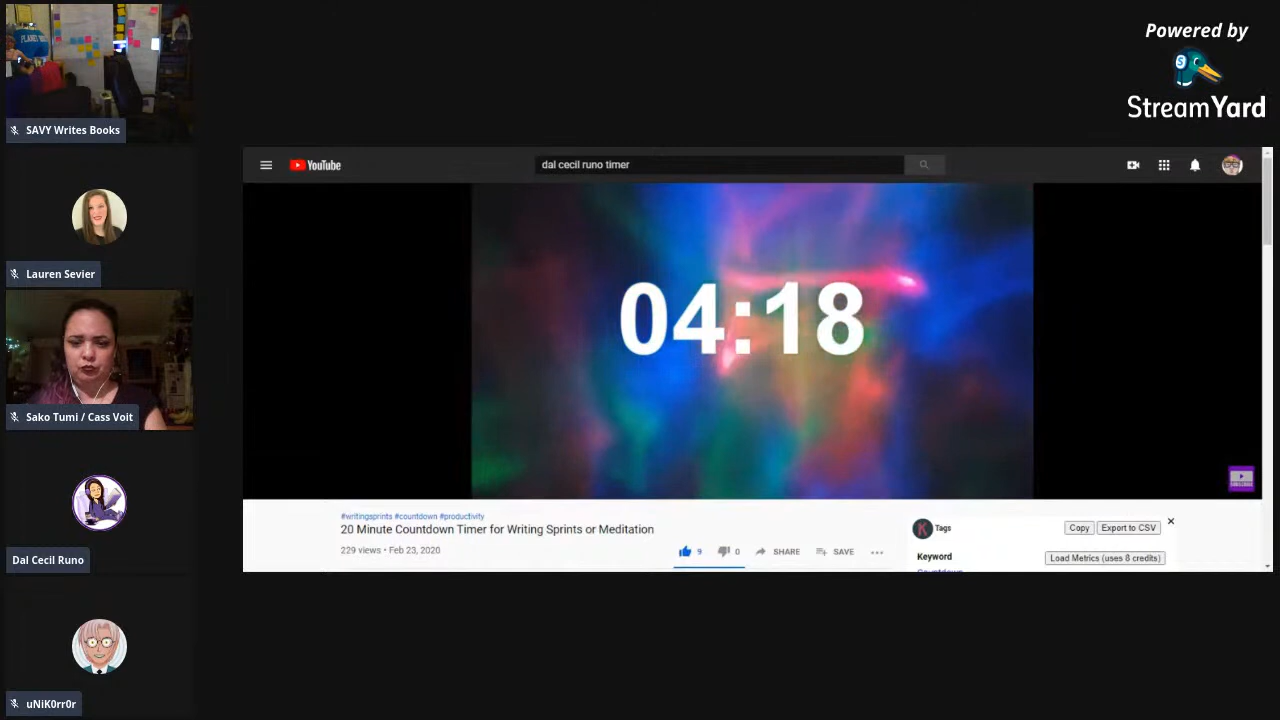 Powered by
StreamYard
SAVY Writes Books
Lauren Sevier
Sako Tumi / Cass Voit
Dal Cecil Runo
uNiK0rr0r
YouTube
dal cecil runo timer
04:18
#writingsprints #countdown #productivity
20 Minute Countdown Timer for Writing Sprints or Meditation
229 views • Feb 23, 2020
9
0
SHARE
SAVE
Tags
Copy
Export to CSV
Keyword
Load Metrics (uses 8 credits)